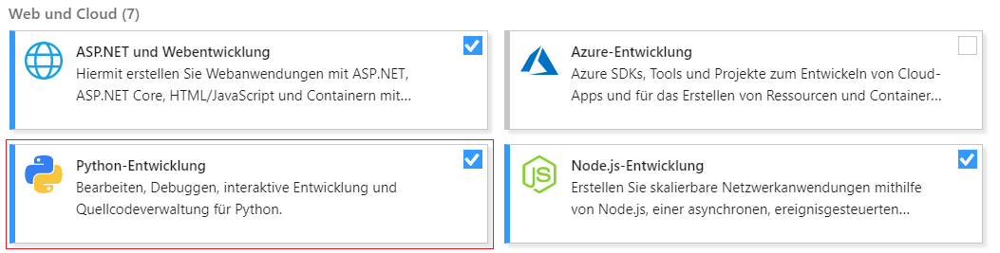 Web und Cloud (7)
ASP.NET und Webentwicklung
Hiermit erstellen Sie Webanwendungen mit ASP.NET,
ASP.NET Core, HTML/JavaScript und Containern mit...
Azure-Entwicklung
Azure SDKs, Tools und Projekte zum Entwickeln von Cloud-
Apps und für das Erstellen von Ressourcen und Container...
Python-Entwicklung
Bearbeiten, Debuggen, interaktive Entwicklung und
Quellcodeverwaltung für Python.
JS
Node.js-Entwicklung
Erstellen Sie skalierbare Netzwerkanwendungen mithilfe
von Node.js, einer asynchronen, ereignisgesteuerten...